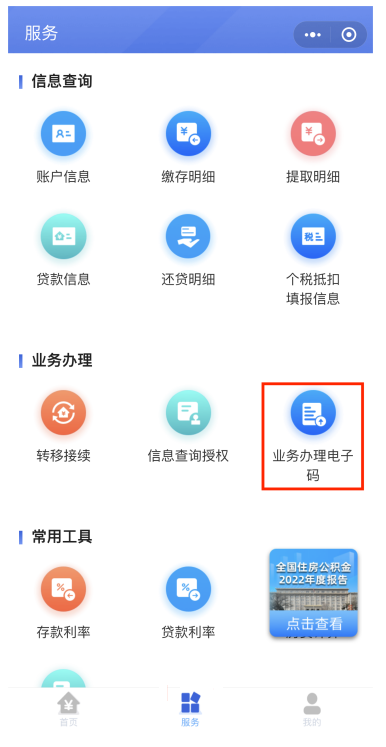 服务
信息查询
账户信息
缴存明细
提取明细
贷款信息
还贷明细
个税抵扣
填报信息
业务办理
转移接续
信息查询授权
业务办理电子
码
常用工具
全国住房公积金
2022年度报告
点击查看
存款利率
贷款利率
首页
服务
我的